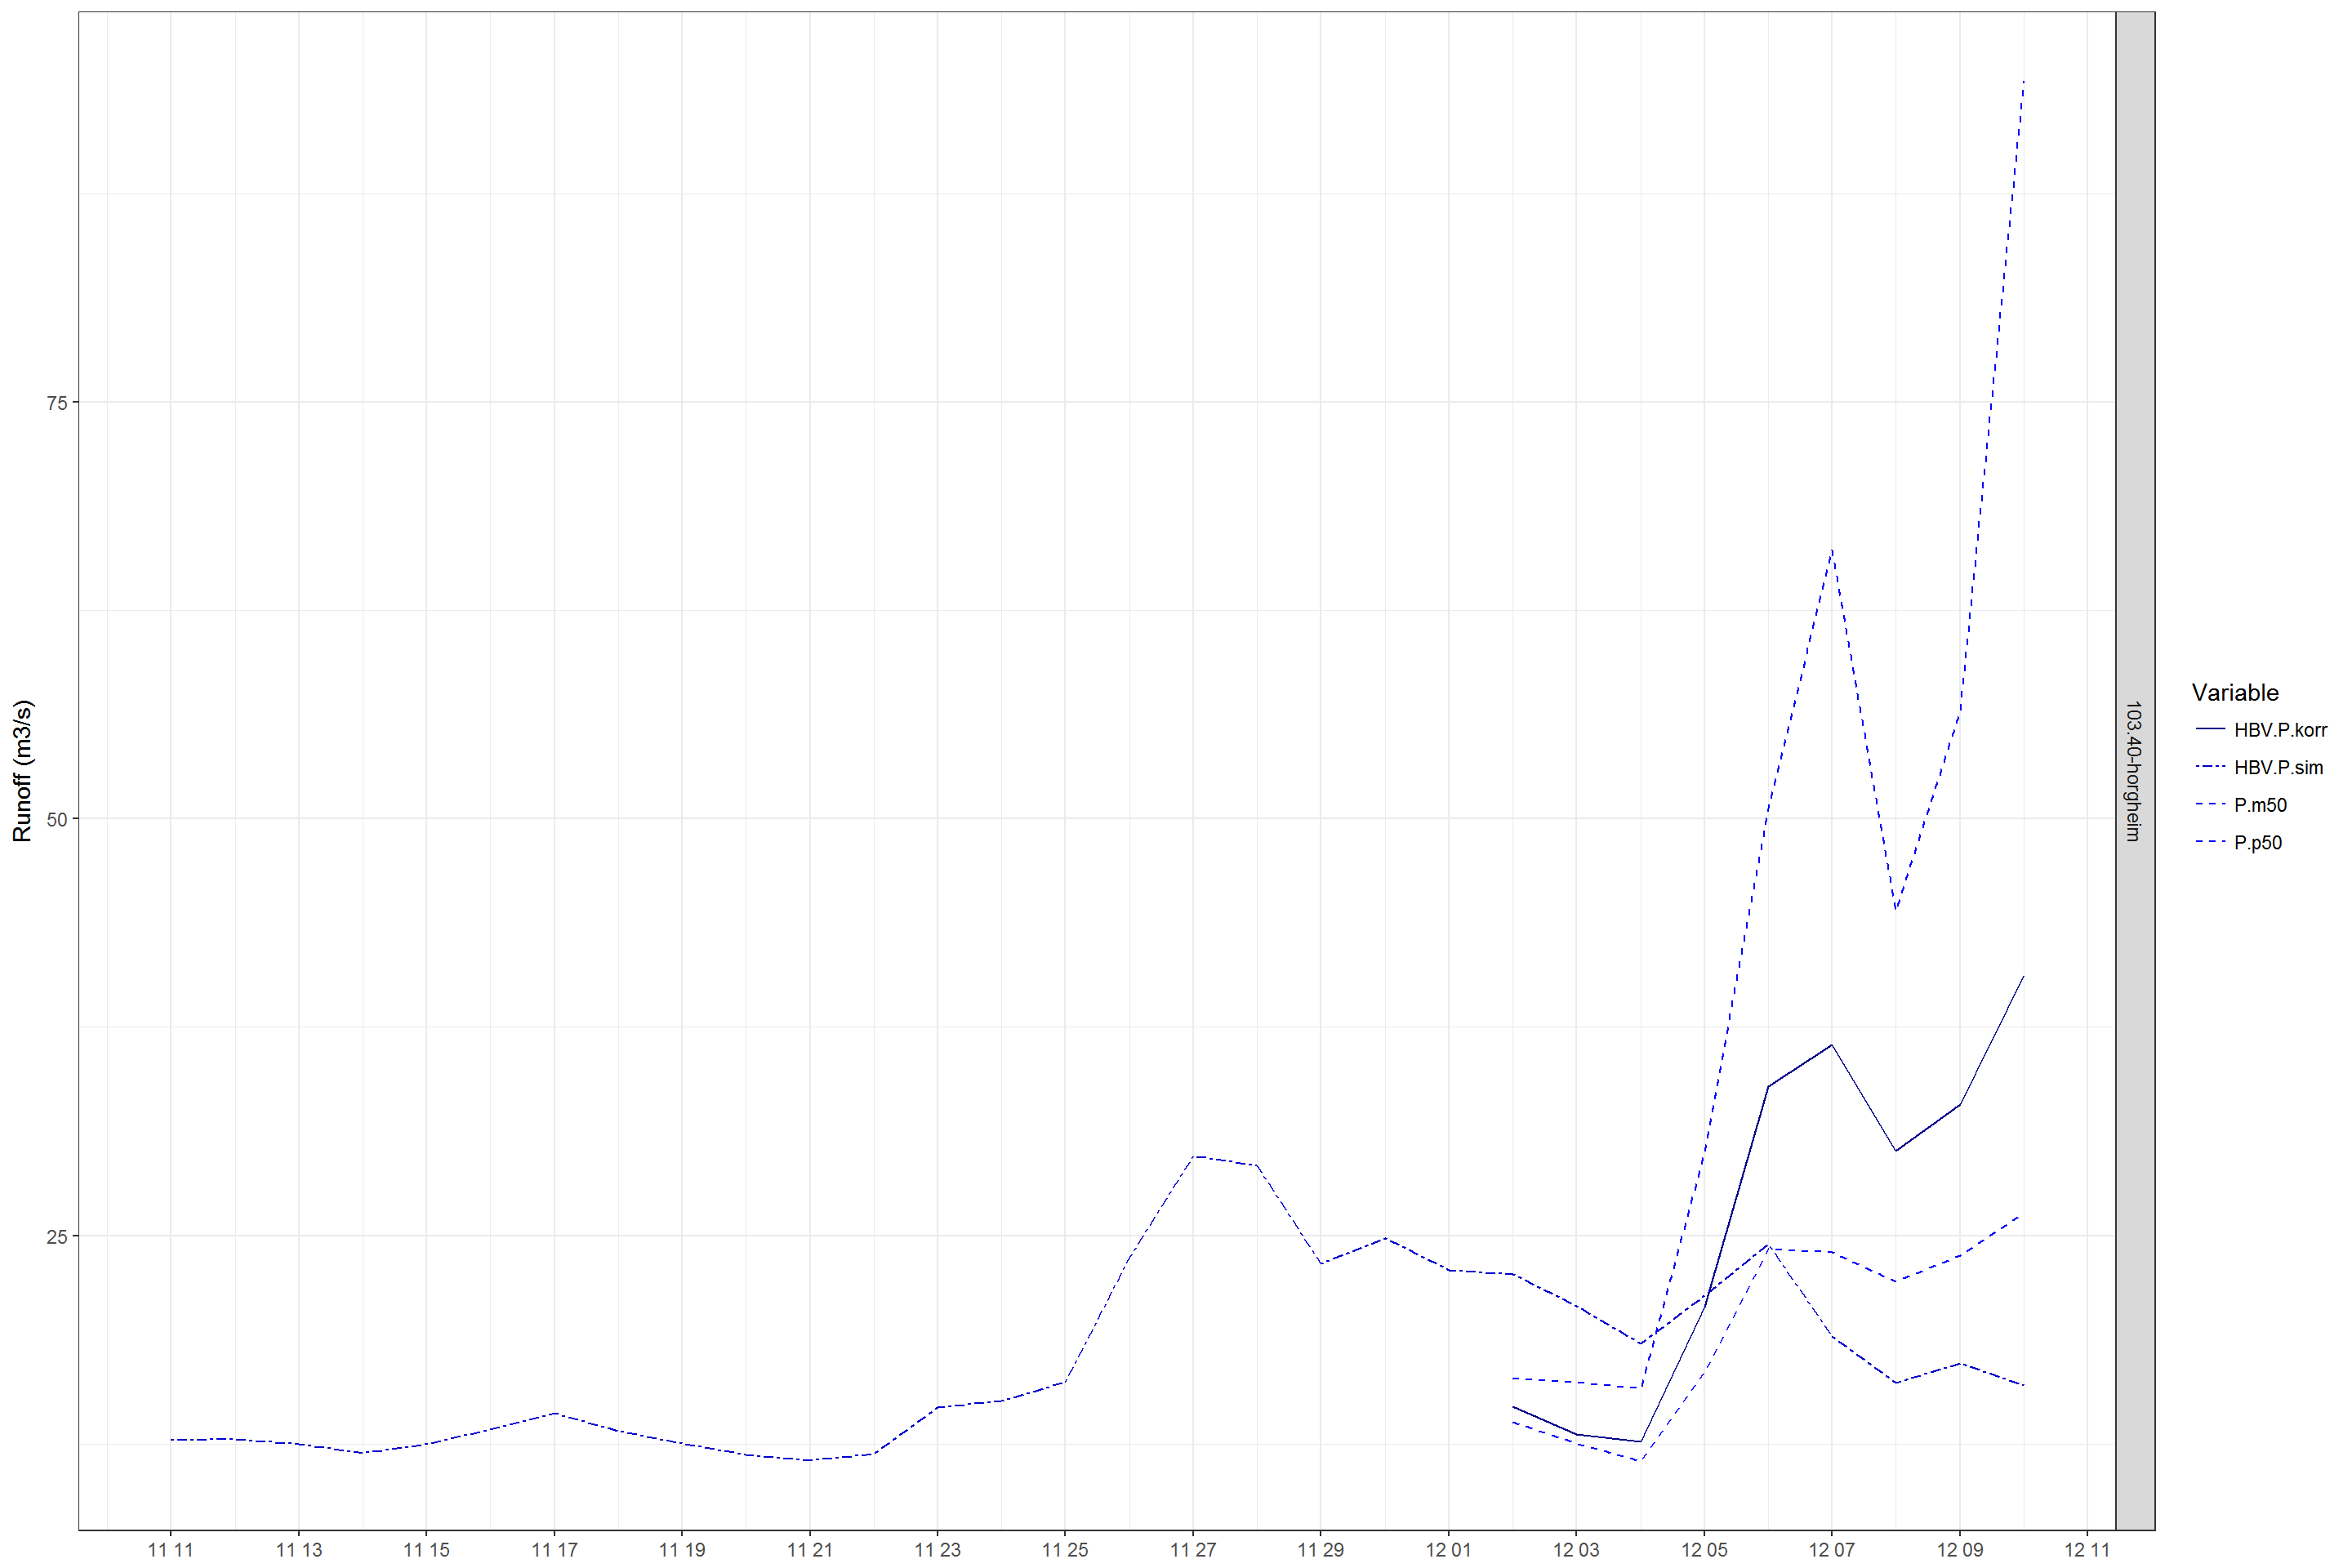 Runoff (m3/s)
75
50
25
11 11
11 13
11 15
11 17
11 19
11 21
11 23
11 25
11 27
11 29
12 01
12 03
12 05
12 07
12 09
12 11
103.40-horgheim
Variable
HBV.P.korr
HBV.P.sim
P.m50
P.p50